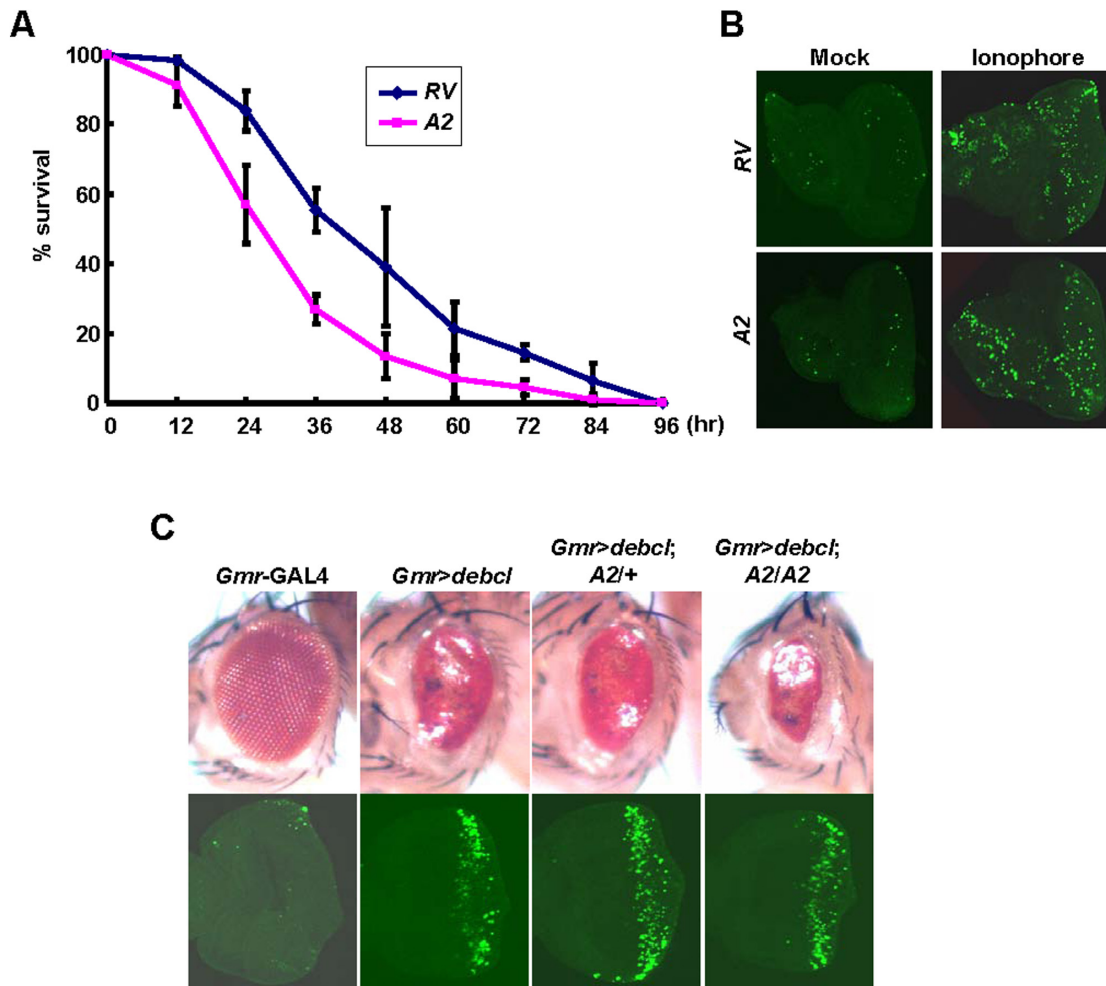 A
% survival
100
80
60
40
20
0
0 12 24 36 48 60 72 84 96 (hr)
RV
A2
B
Mock Ionophore
RV
A2
C
Gmr-GAL4
Gmr>debcl
Gmr>debcl;
A2/+
Gmr>debcl;
A2/A2